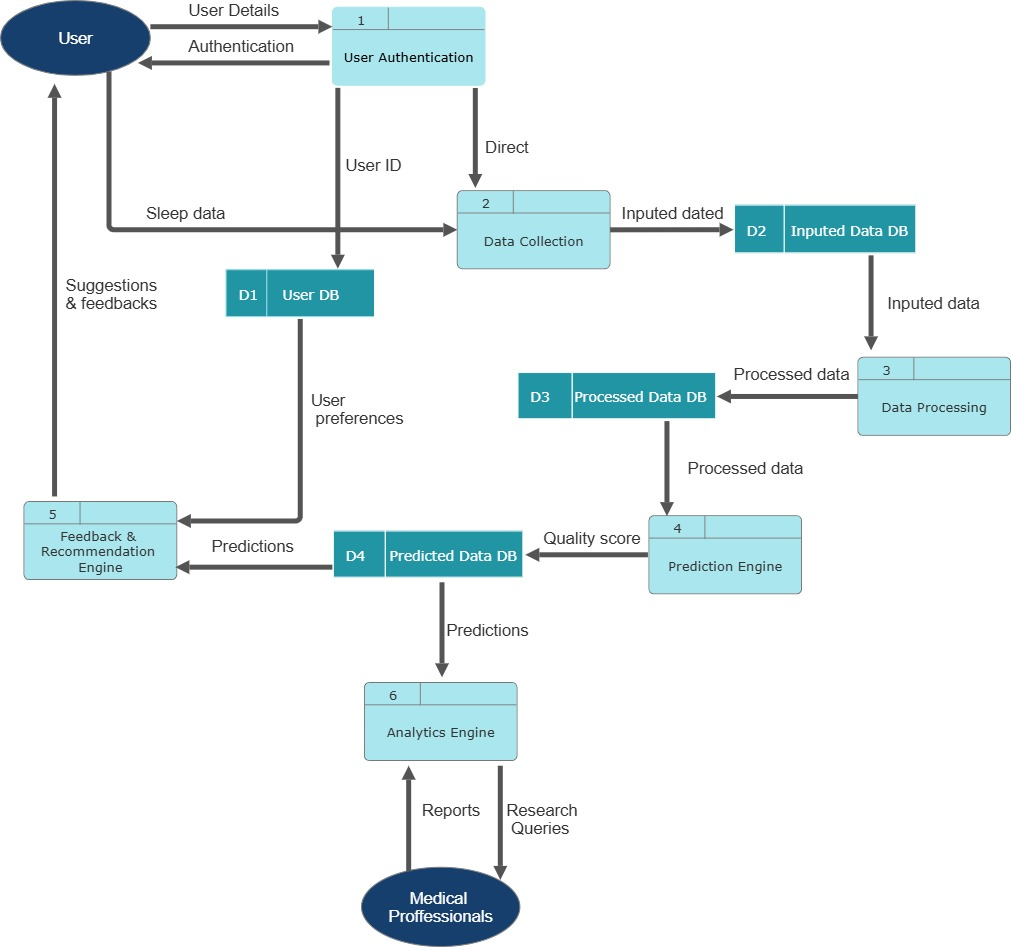 User Details
User
1
Authentication
User Authentication
User ID
Direct
Sleep data
2
Data Collection
Inputed dated
D2
Inputed Data DB
Suggestions
& feedbacks
D1
User DB
Inputed data
3
Data Processing
Processed data
D3
Processed Data DB
User
preferences
Processed data
5
Feedback &
Recommendation
Engine
Predictions
D4
Predicted Data DB
Quality score
4
Prediction Engine
Predictions
6
Analytics Engine
Reports
Research
Queries
Medical
Proffessionals